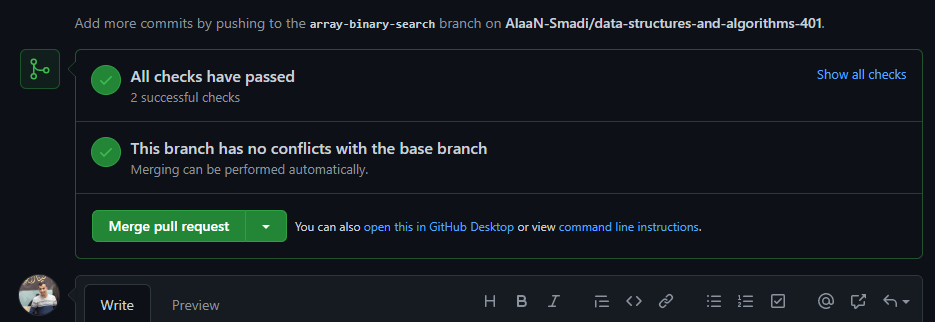 Add more commits by pushing to the array-binary-search branch on AlaaN-Smadi/data-structures-and-algorithms-401.
All checks have passed
Show all checks
2 successful checks
This branch has no conflicts with the base branch
Merging can be performed automatically.
Merge pull request
You can also open this in GitHub Desktop or view command line instructions.
Write
Preview
H B I